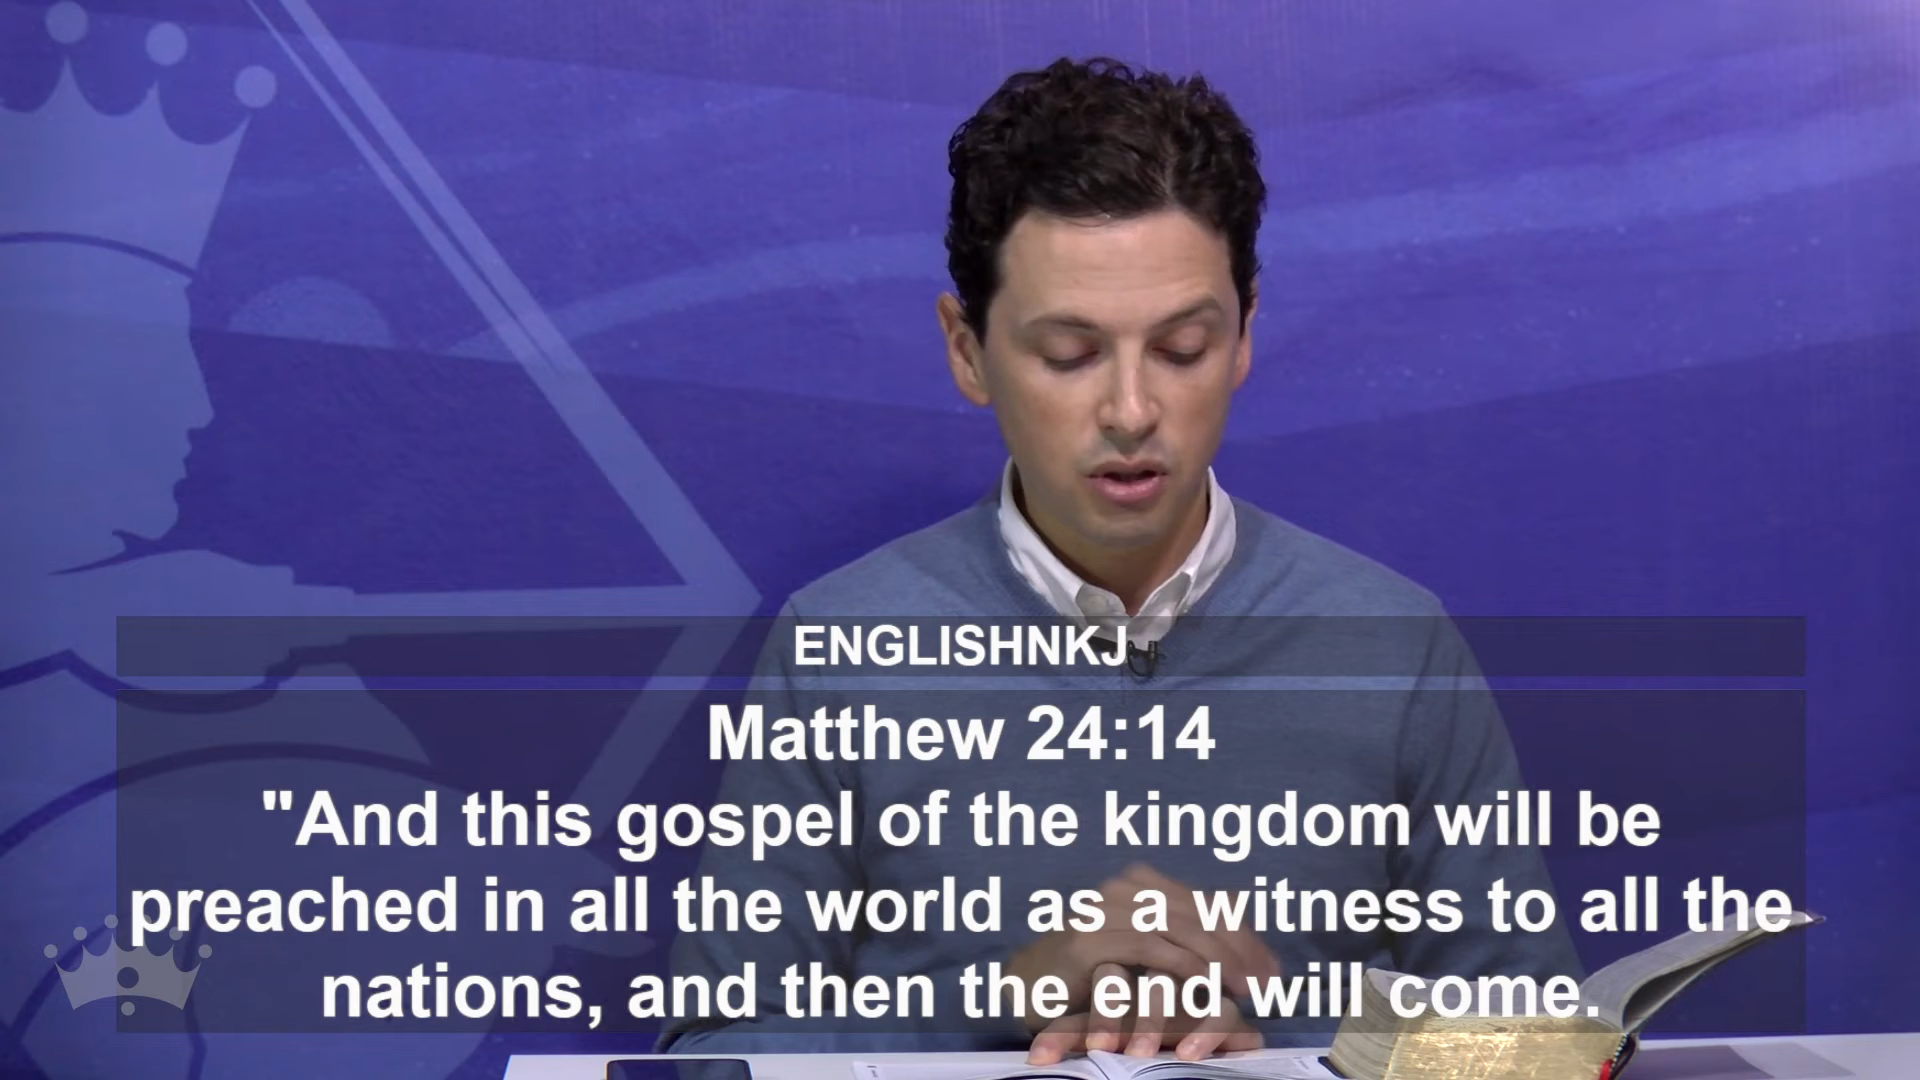 ENGLISHNKJ
Matthew 24:14
"And this gospel of the kingdom will be
preached in all the world as a witness to all the
nations, and then the end will come.